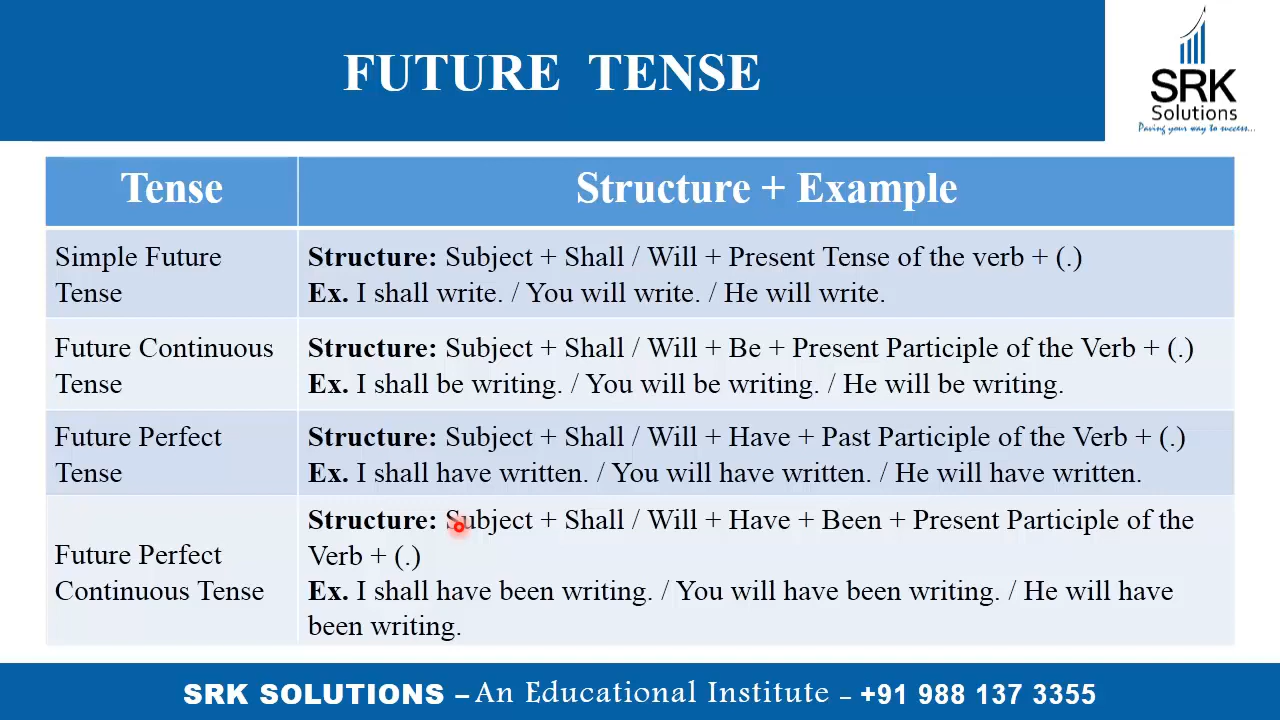 FUTURE TENSE
SRK
Solutions
Paving your way to success...
Tense
Structure + Example
Simple Future
Tense
Structure: Subject + Shall / Will + Present Tense of the verb + (.)
Ex. I shall write. / You will write. / He will write.
Future Continuous
Tense
Structure: Subject + Shall / Will + Be + Present Participle of the Verb + (.)
Ex. I shall be writing. / You will be writing. / He will be writing.
Future Perfect
Tense
Structure: Subject + Shall / Will + Have + Past Participle of the Verb + (.)
Ex. I shall have written. / You will have written. / He will have written.
Future Perfect
Continuous Tense
Structure: Subject + Shall / Will + Have + Been + Present Participle of the
Verb + (.)
Ex. I shall have been writing. / You will have been writing. / He will have
been writing.
SRK SOLUTIONS – An Educational Institute – +91 988 137 3355